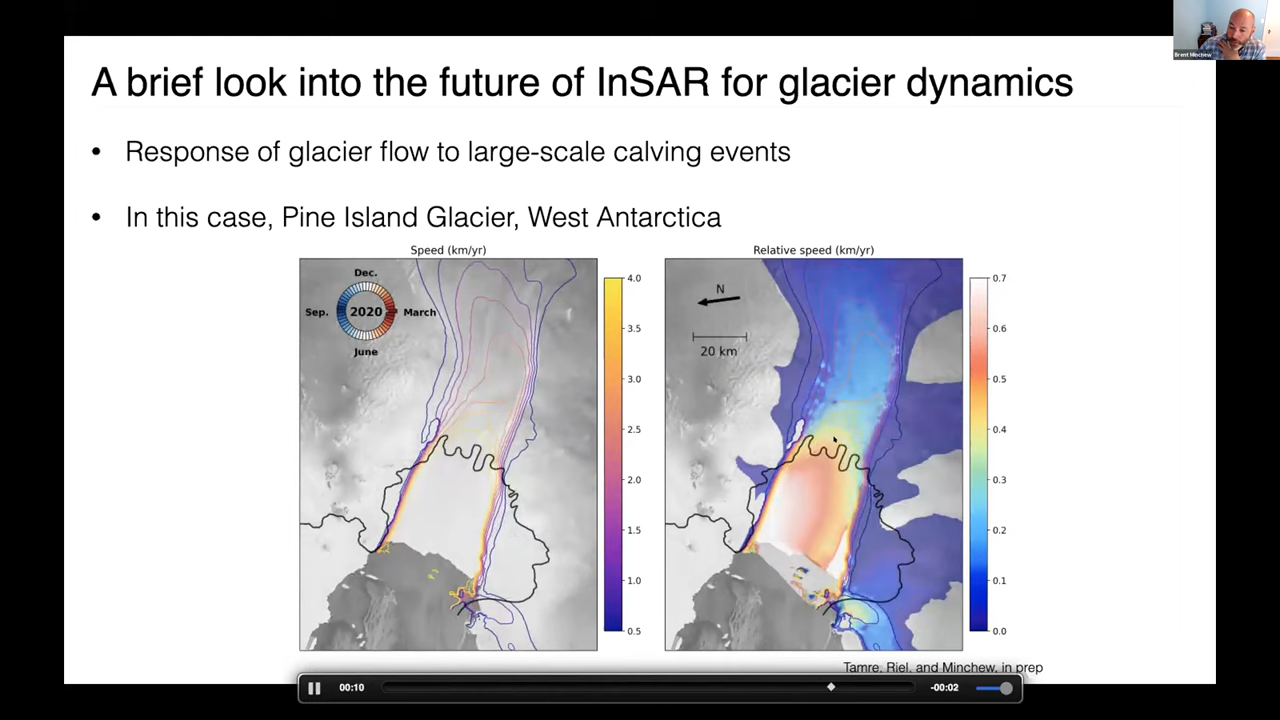 Brent Minchew
A brief look into the future of InSAR for glacier dynamics
• Response of glacier flow to large-scale calving events
• In this case, Pine Island Glacier, West Antarctica
Speed (km/yr)
Dec.
Sep.
2020
March
June
4.0
3.5
3.0
2.5
2.0
1.5
1.0
0.5
Relative speed (km/yr)
N
20 km
0.7
0.6
0.5
0.4
0.3
0.2
0.1
0.0
Tamre, Riel, and Minchew, in prep
00:10
-00:02